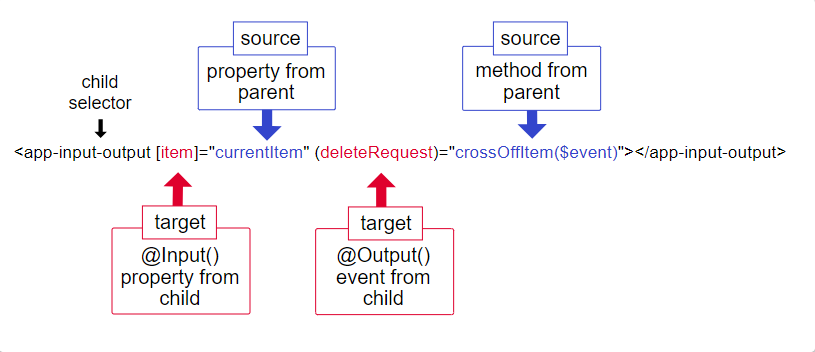 source
property from
parent
source
method from
parent
child
selector
<app-input-output [item]="currentItem" (deleteRequest)="crossOffItem($event)"></app-input-output>
target
@Input()
property from
child
target
@Output()
event from
child